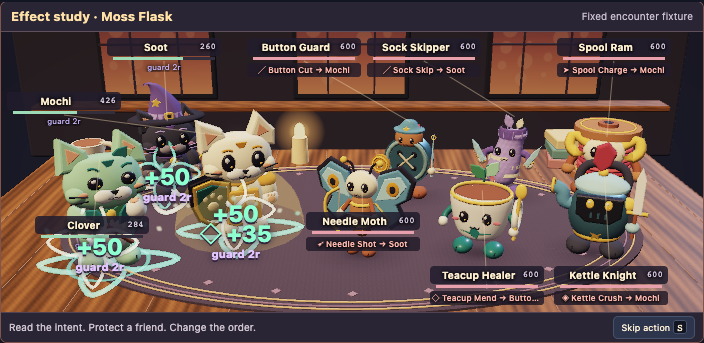 Effect study · Moss Flask
Fixed encounter fixture
Soot 260
guard 2r
Button Guard 600
Button Cut → Mochi
Sock Skipper 600
Sock Skip → Soot
Spool Ram 600
Spool Charge → Mochi
Mochi 426
guard 2r
+50
guard 2r
+50
+35
guard 2r
Clover 284
+50
guard 2r
Needle Moth 600
Needle Shot → Soot
Teacup Healer 600
Teacup Mend → Butto...
Kettle Knight 600
Kettle Crush → Mochi
Read the intent. Protect a friend. Change the order.
Skip action S